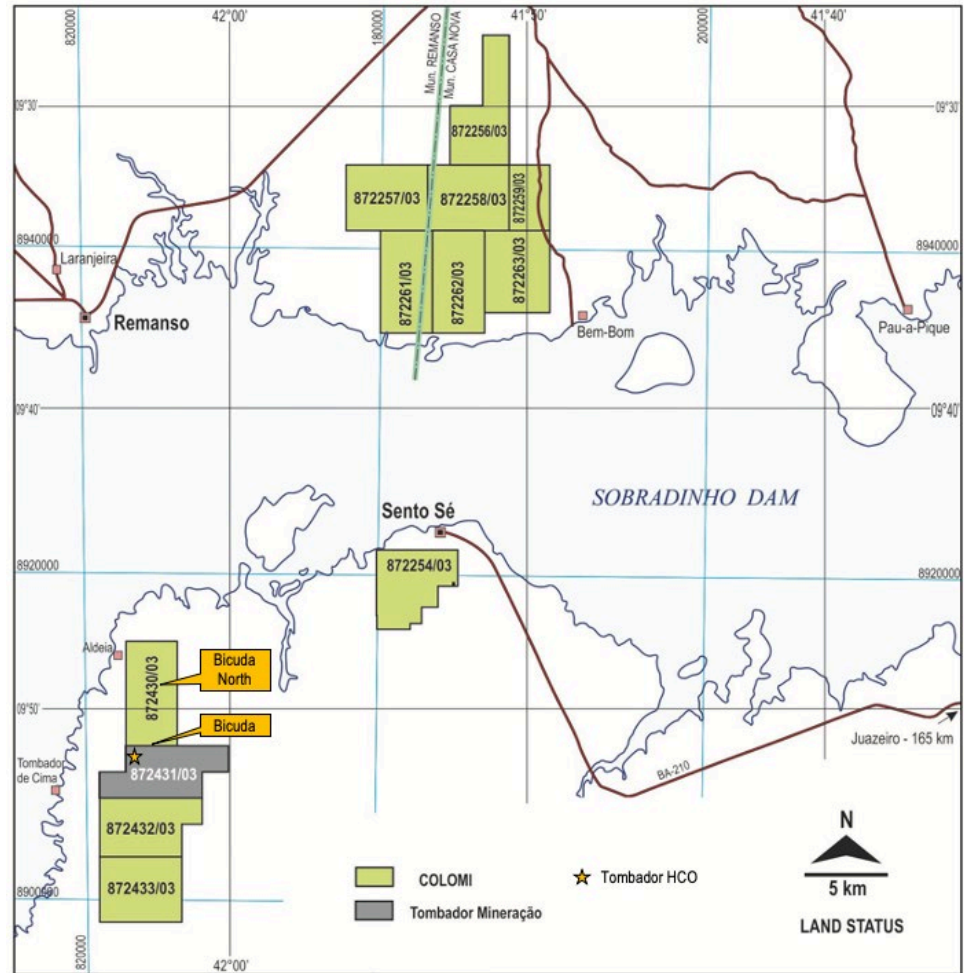 820000
42°00'
180000
41°50'
200000
41°40'
Mun. REMANSO
Mun. CASA NOVA
09°30'
09°30'
872256/03
872257/03
872258/03
872259/03
8940000
8940000
Laranjeira
872261/03
872262/03
872263/03
Remanso
Bem-Bom
Pau-a-Pique
09°40'
09°40'
SOBRADINHO DAM
Sento Sé
872254/03
8920000
8920000
Aldeia
872430/03
Bicuda
North
09°50'
Bicuda
Juazeiro - 165 km
Tombador
de Cima
872431/03
BA-210
872432/03
N
872433/03
COLOMI
Tombador HCO
5 km
8900000
Tombador Mineração
LAND STATUS
820000
42°00'